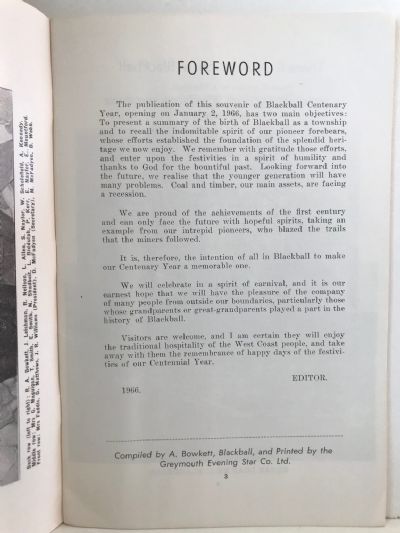 FOREWORD
The publication of this souvenir of Blackball Centenary
Year, opening on January 2, 1966, has two main objectives:
To present a summary of the birth of Blackball as a township
and to recall the indomitable spirit of our pioneer forebears,
whose efforts established the foundation of the splendid heri-
tage we now enjoy. We remember with gratitude those efforts,
and enter upon the festivities in a spirit of humility and
thanks to God for the bountiful past. Looking forward into
the future, we realise that the younger generation will have
many problems. Coal and timber, our main assets, are facing
a recession.
We are proud of the achievements of the first century
and can only face the future with hopeful spirits, taking an
example from our intrepid pioneers, who blazed the trails
that the miners followed.
It is, therefore, the intention of all in Blackball to make
our Centenary Year a memorable one.
We will celebrate in a spirit of carnival, and it is our
earnest hope that we will have the pleasure of the company
of many people from outside our boundaries, particularly those
whose grandparents or great-grandparents played a part in the
history of Blackball.
Visitors are welcome, and I am certain they will enjoy
the traditional hospitality of the West Coast people, and take
away with them the remembrance of happy days of the festivi-
ties of our Centennial Year.
EDITOR.
1966.
Compiled by A. Bowkett, Blackball, and Printed by the
Greymouth Evening Star Co. Ltd.
3